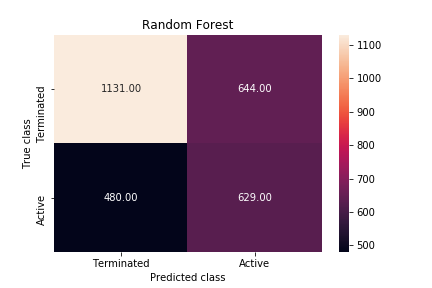 Random Forest
True class
Terminated
Active
1131.00
644.00
480.00
629.00
Terminated
Active
Predicted class
1100
1000
900
800
700
600
500